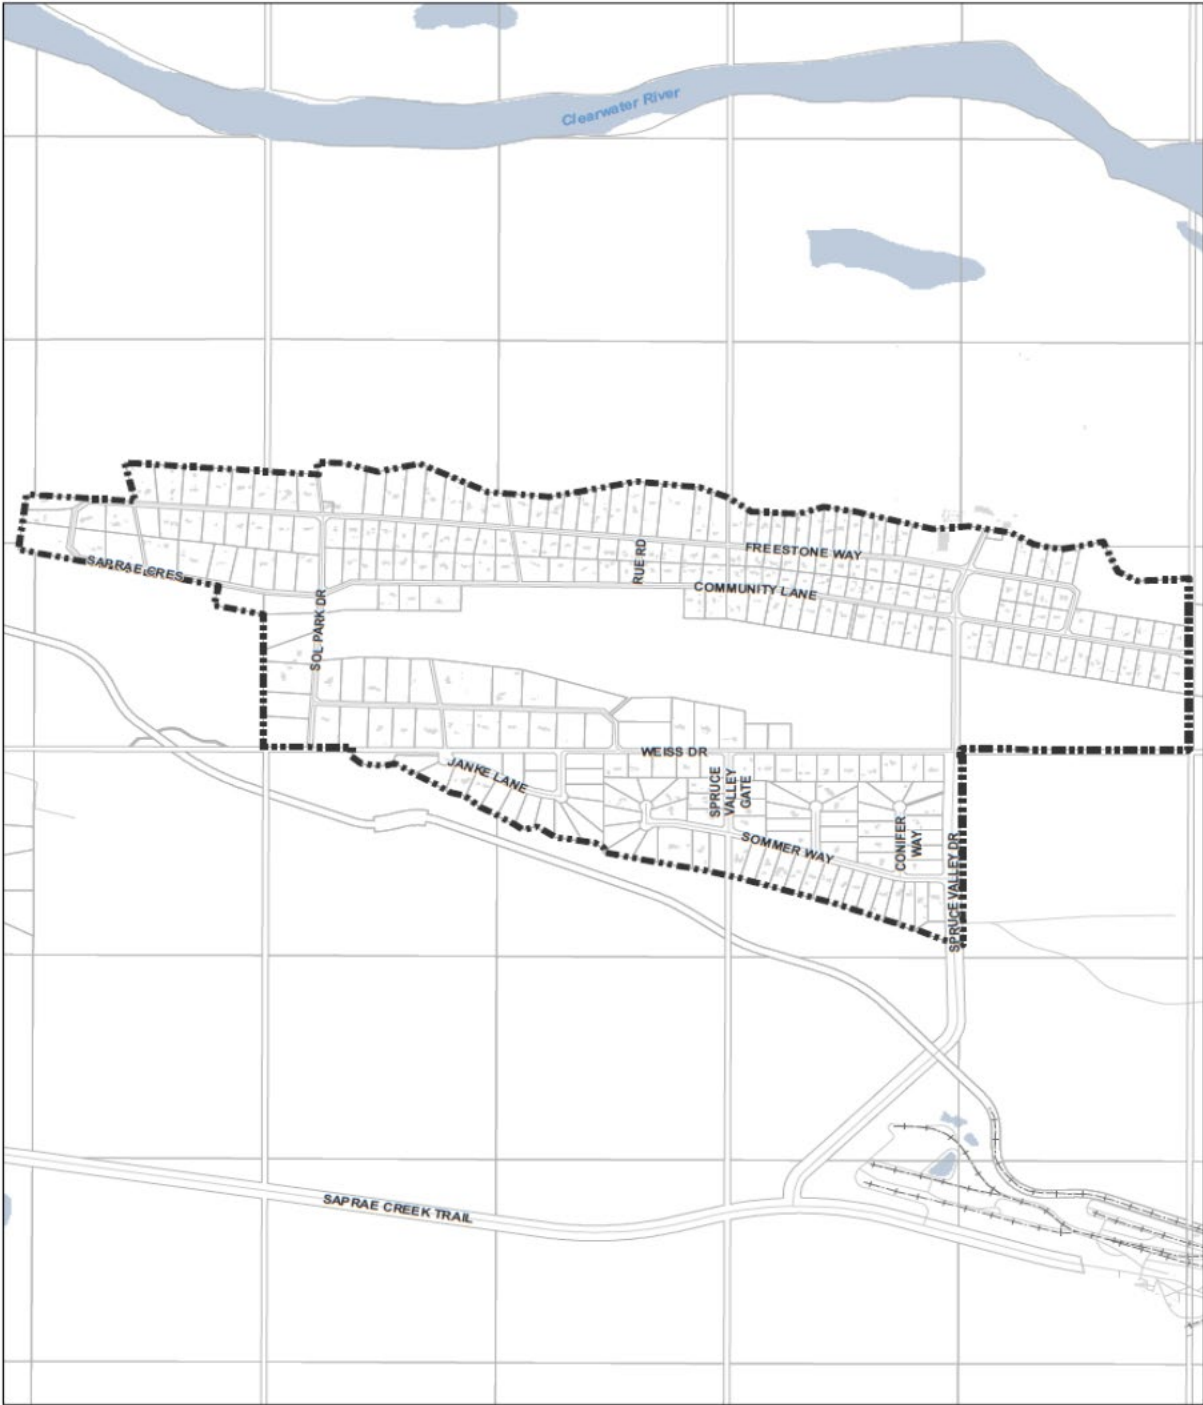 Clearwater River
FREESTONE WAY
RUE RD
SAPRAE CRES
COMMUNITY LANE
SOL PARK DR
WEISS DR
JANKE LANE
SPRUCE
VALLEY
GATE
SOMMER WAY
CONIFER
WAY
SPRUCE VALLEY DR
SAPRAE CREEK TRAIL